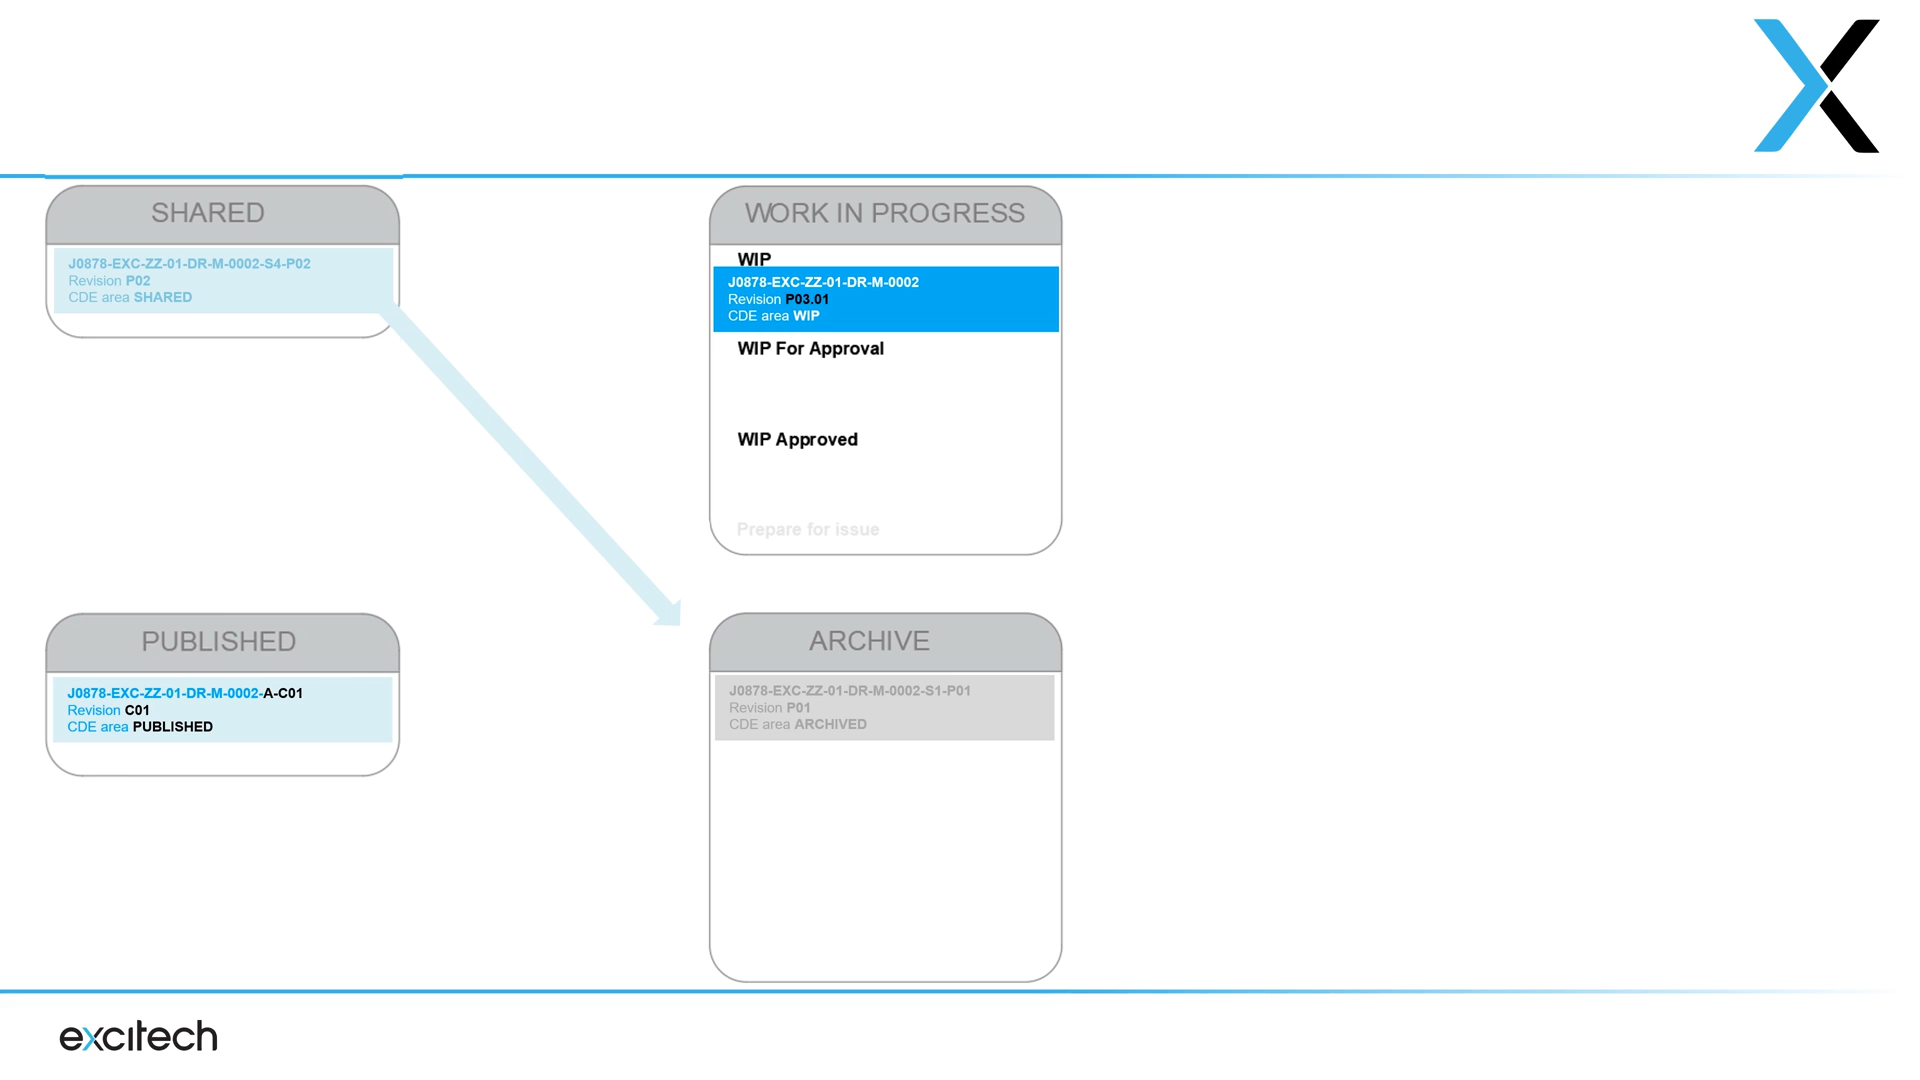 SHARED
J0878-EXC-ZZ-01-DR-M-0002-S4-P02
Revision P02
CDE area SHARED
WORK IN PROGRESS
WIP
J0878-EXC-ZZ-01-DR-M-0002
Revision P03.01
CDE area WIP
WIP For Approval
WIP Approved
Prepare for issue
PUBLISHED
J0878-EXC-ZZ-01-DR-M-0002-A-C01
Revision C01
CDE area PUBLISHED
ARCHIVE
J0878-EXC-ZZ-01-DR-M-0002-S1-P01
Revision P01
CDE area ARCHIVED
excitech